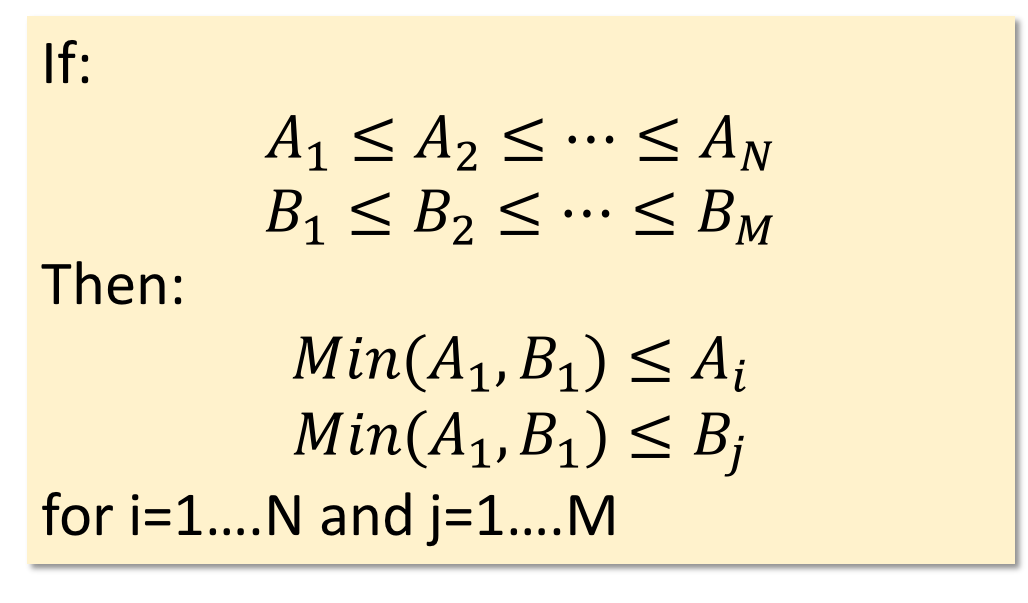 If:
A₁ ≤ A₂ ≤ ⋯ ≤ A_N
B₁ ≤ B₂ ≤ ⋯ ≤ B_M
Then:
Min(A₁, B₁) ≤ A_i
Min(A₁, B₁) ≤ B_j
for i=1....N and j=1....M